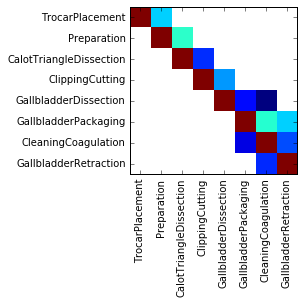 TrocarPlacement
Preparation
CalotTriangleDissection
ClippingCutting
GallbladderDissection
GallbladderPackaging
CleaningCoagulation
GallbladderRetraction
TrocarPlacement
Preparation
CalotTriangleDissection
ClippingCutting
GallbladderDissection
GallbladderPackaging
CleaningCoagulation
GallbladderRetraction